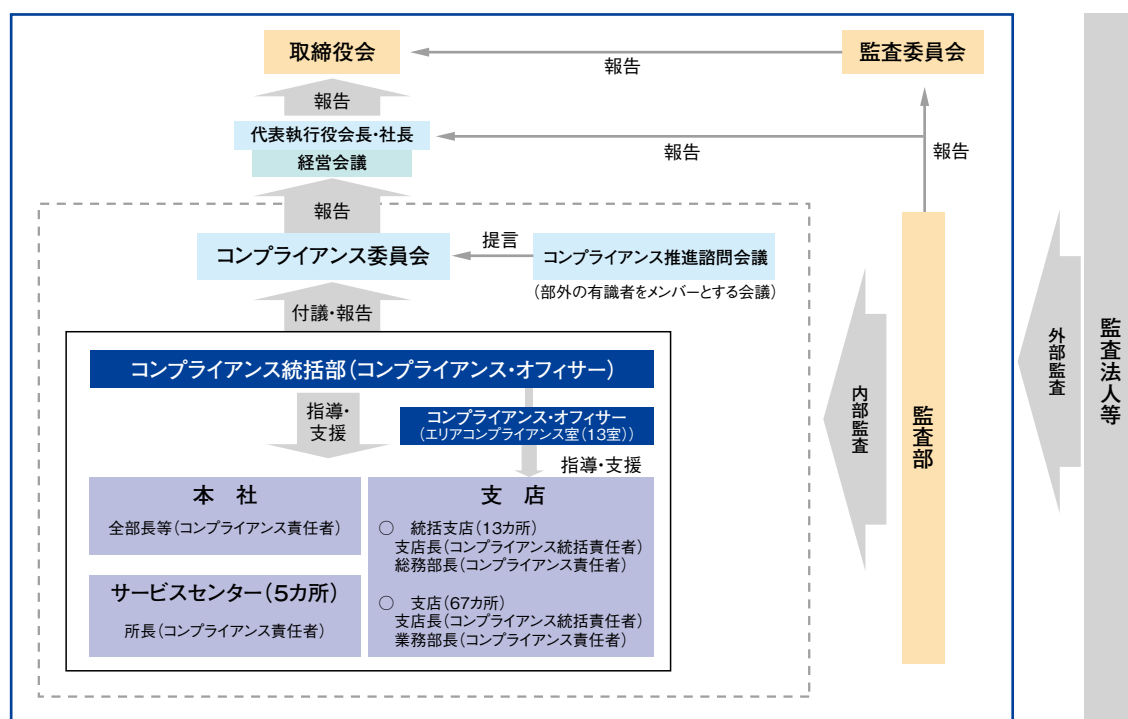 取締役会
監査委員会
報告
報告
代表執行役会長・社長
経営会議
報告
報告
報告
コンプライアンス委員会
提言
コンプライアンス推進諮問会議
(部外の有識者をメンバーとする会議)
付議・報告
コンプライアンス統括部(コンプライアンス・オフィサー)
指導・
支援
コンプライアンス・オフィサー
(エリアコンプライアンス室(13室))
指導・支援
本 社
全部長等(コンプライアンス責任者)
サービスセンター(5カ所)
所長(コンプライアンス責任者)
支 店
○ 統括支店(13カ所)
支店長(コンプライアンス統括責任者)
総務部長(コンプライアンス責任者)
○ 支店(67カ所)
支店長(コンプライアンス統括責任者)
業務部長(コンプライアンス責任者)
内部監査
監査部
外部監査
監査法人等